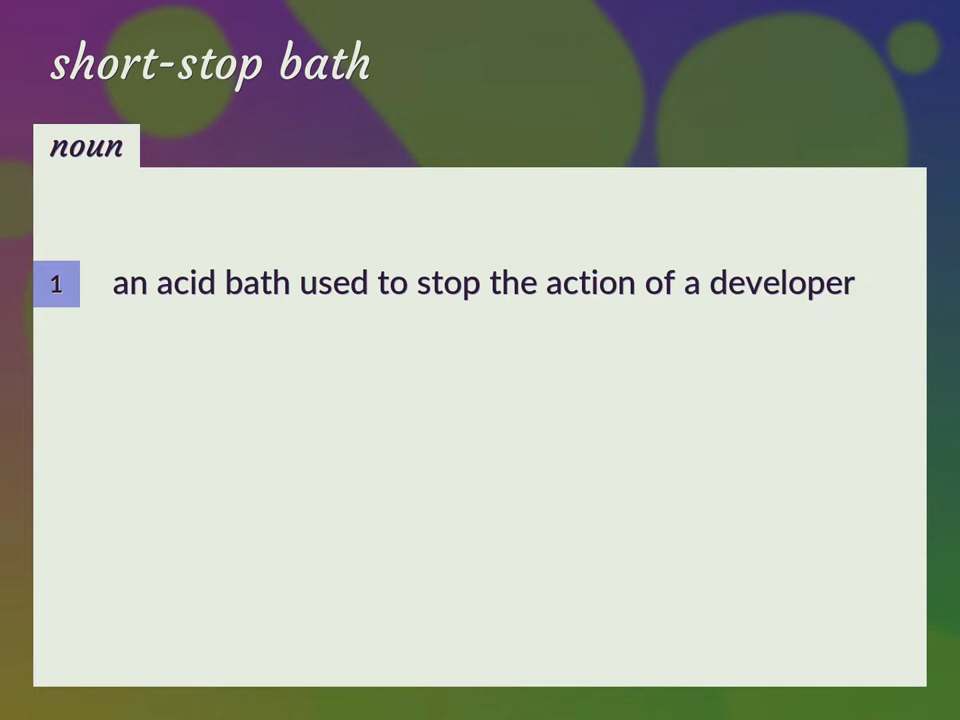 short-stop bath
noun
1 an acid bath used to stop the action of a developer